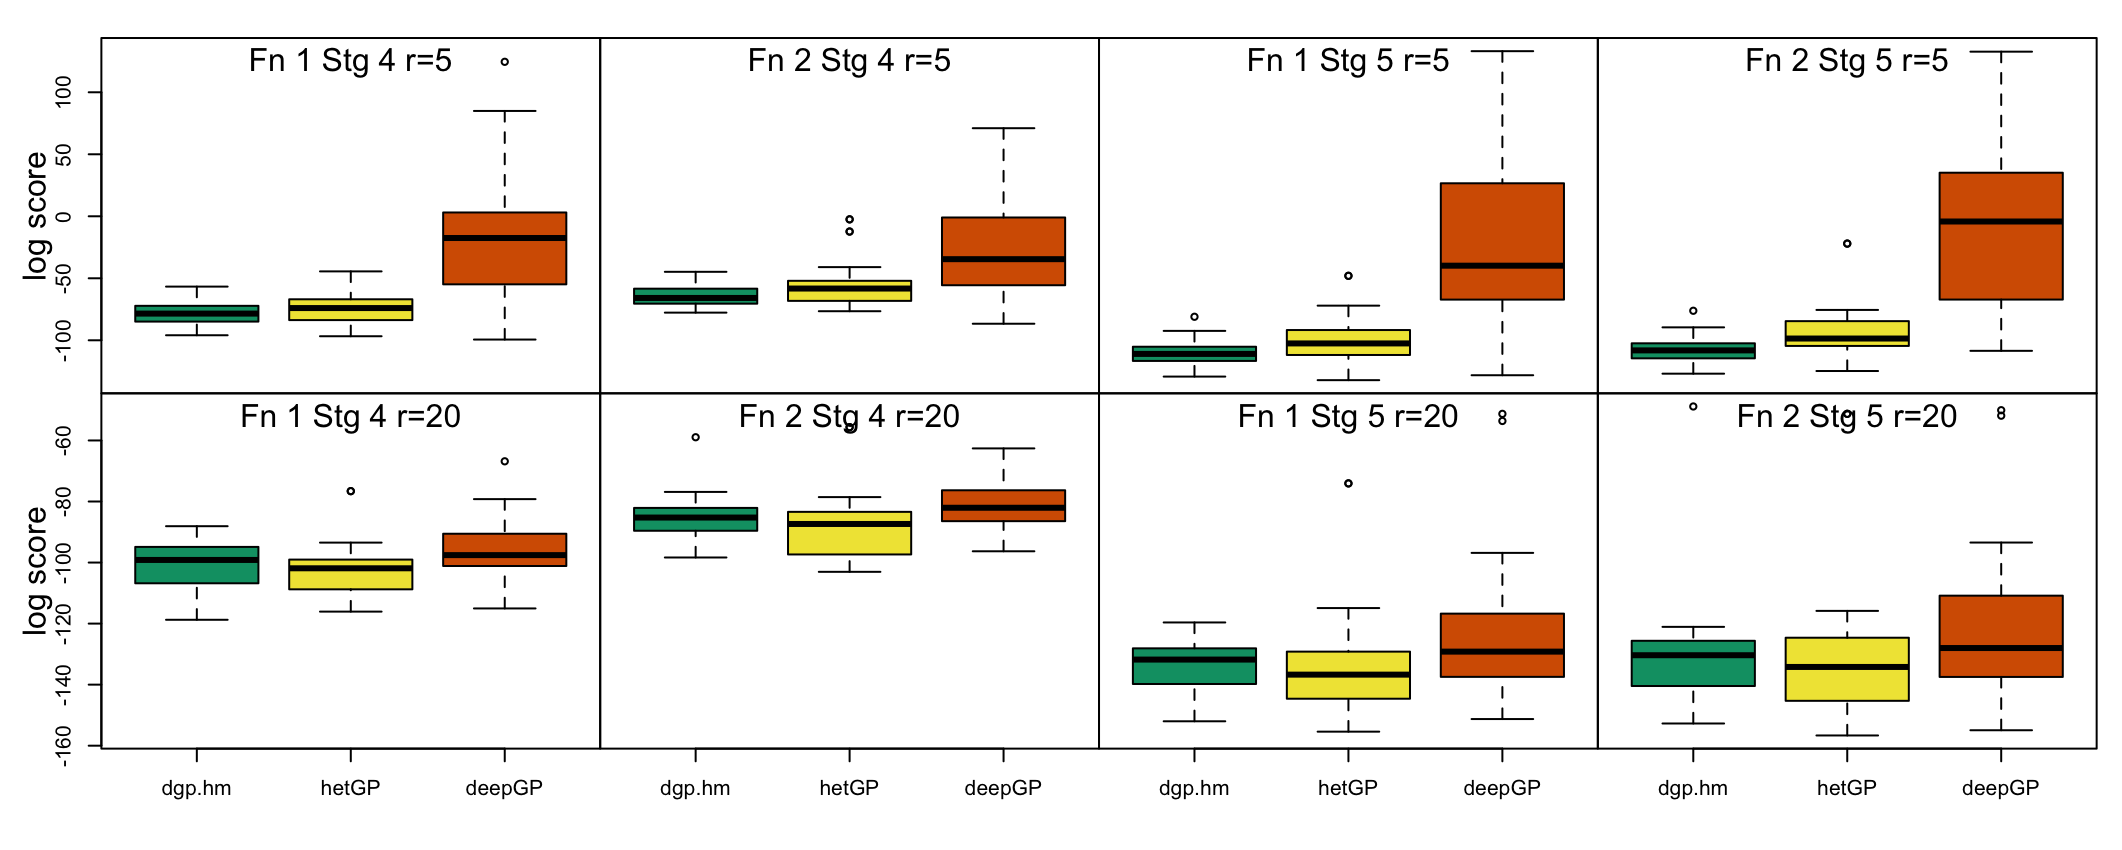 Fn 1 Stg 4 r=5
Fn 2 Stg 4 r=5
Fn 1 Stg 5 r=5
Fn 2 Stg 5 r=5
log score
100
50
0
-50
-100
Fn 1 Stg 4 r=20
Fn 2 Stg 4 r=20
Fn 1 Stg 5 r=20
Fn 2 Stg 5 r=20
log score
-60
-80
-100
-120
-140
-160
dgp.hm hetGP deepGP
dgp.hm hetGP deepGP
dgp.hm hetGP deepGP
dgp.hm hetGP deepGP